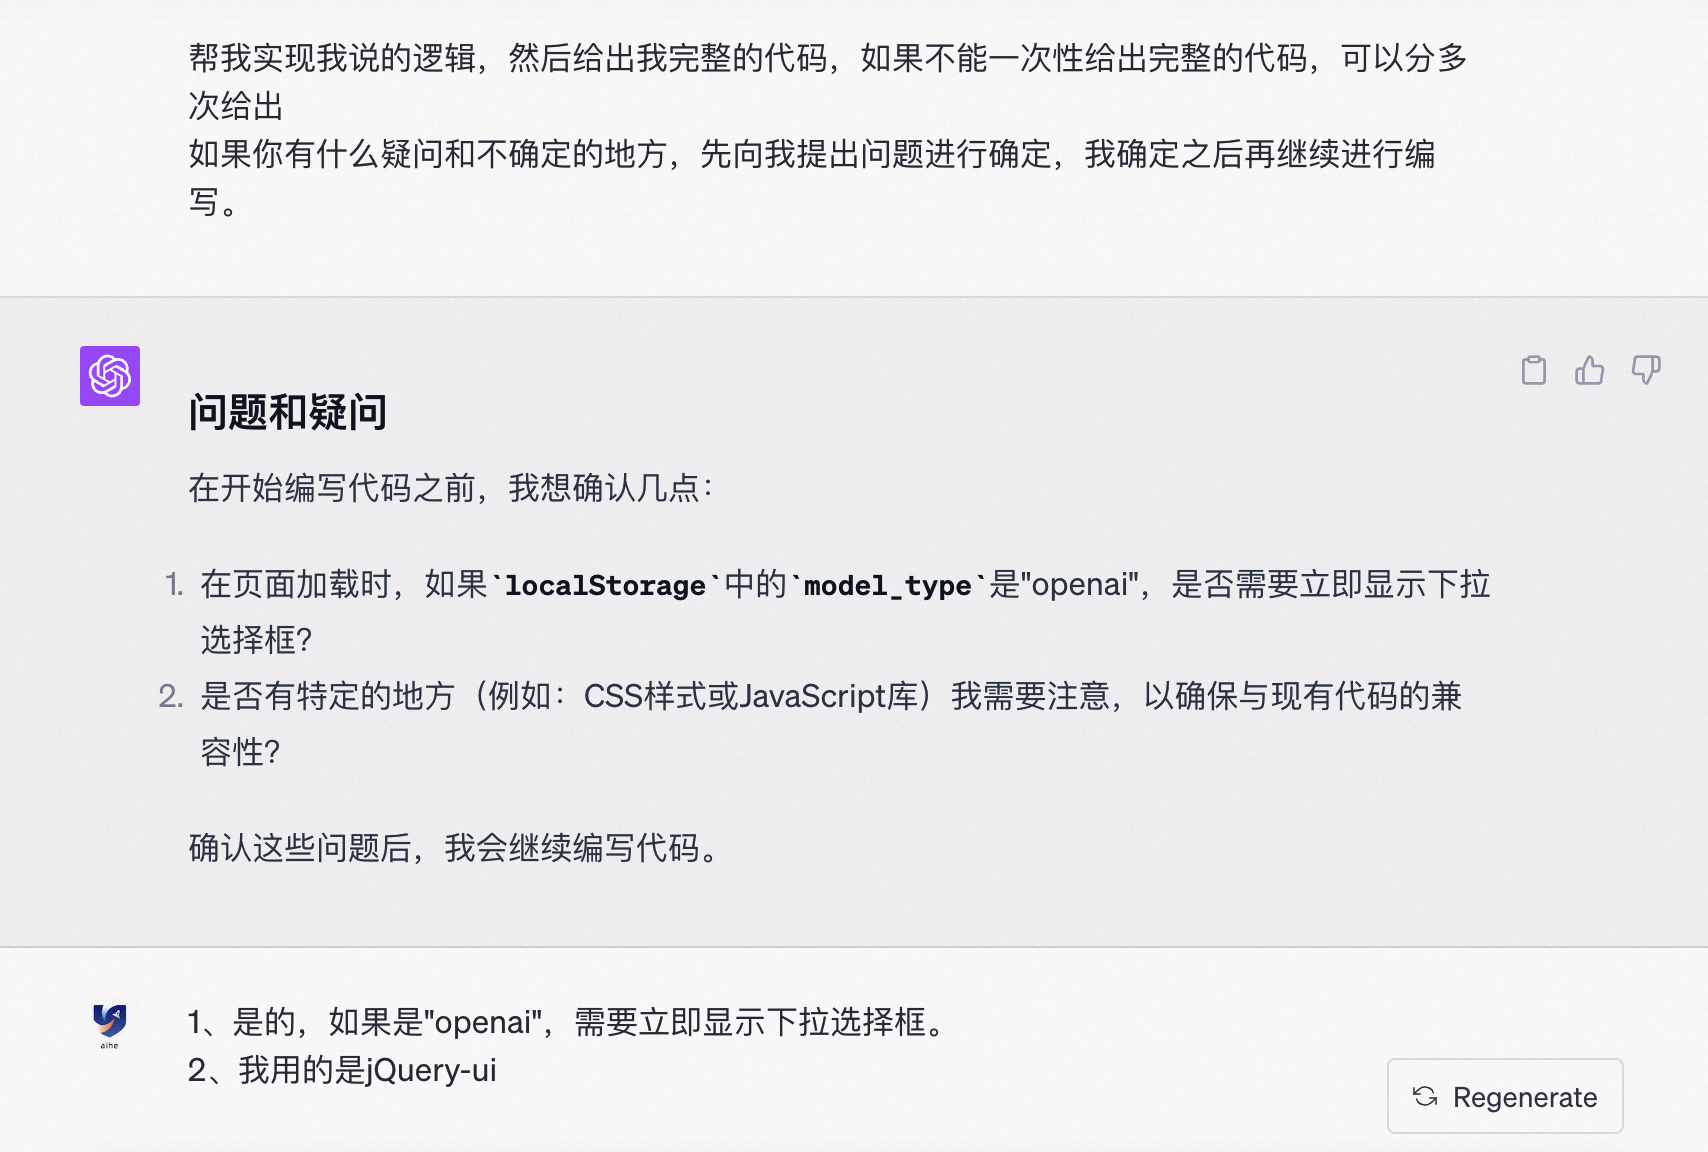 帮我实现我说的逻辑，然后给出我完整的代码，如果不能一次性给出完整的代码，可以分多
次给出
如果你有什么疑问和不确定的地方，先向我提出问题进行确定，我确定之后再继续进行编
写。
问题和疑问
在开始编写代码之前，我想确认几点：
1. 在页面加载时，如果`localStorage`中的`model_type`是"openai"，是否需要立即显示下拉
选择框？
2. 是否有特定的地方（例如：CSS样式或JavaScript库）我需要注意，以确保与现有代码的兼
容性？
确认这些问题后，我会继续编写代码。
aihe
1、是的，如果是"openai"，需要立即显示下拉选择框。
2、我用的是jQuery-ui
Regenerate